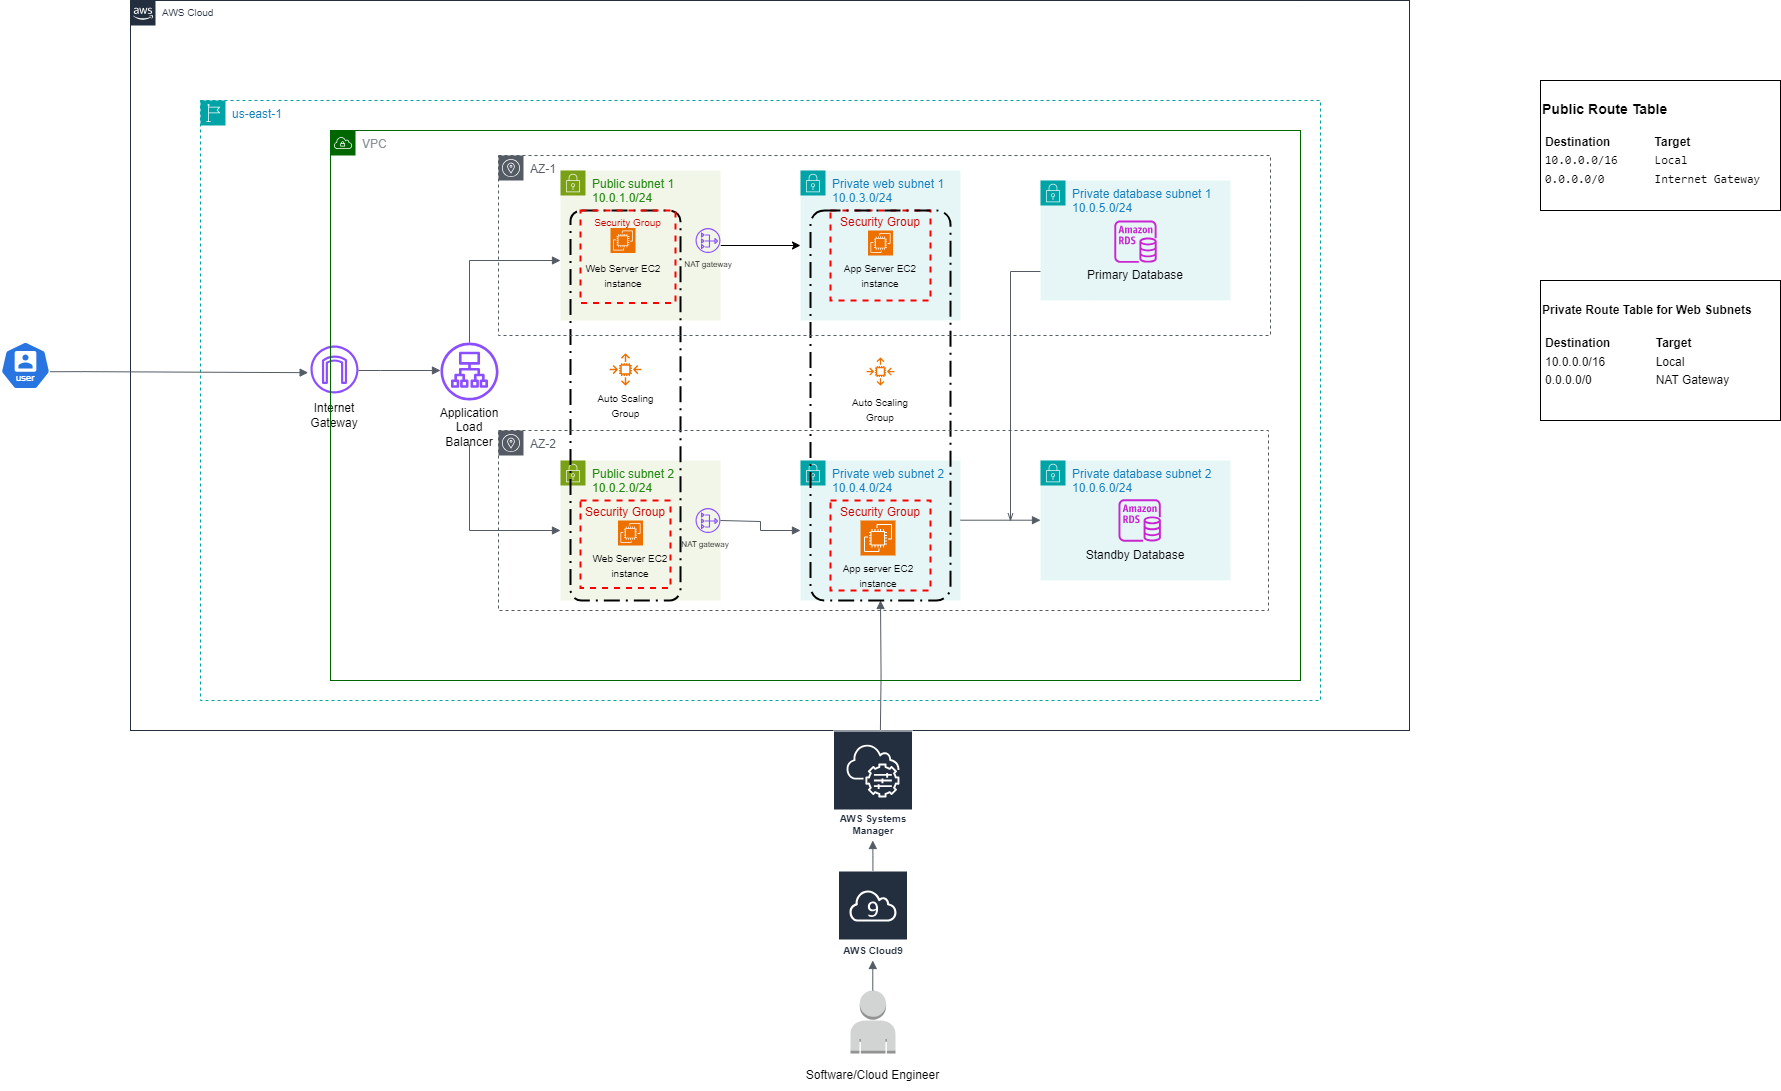 aws
AWS Cloud
us-east-1
VPC
AZ-1
Public subnet 1
10.0.1.0/24
Security Group
Web Server EC2
instance
NAT gateway
Private web subnet 1
10.0.3.0/24
Security Group
App Server EC2
instance
Private database subnet 1
10.0.5.0/24
Amazon
RDS
Primary Database
user
Internet
Gateway
Application
Load
Balancer
Auto Scaling
Group
Auto Scaling
Group
AZ-2
Public subnet 2
10.0.2.0/24
Security Group
Web Server EC2
instance
NAT gateway
Private web subnet 2
10.0.4.0/24
Security Group
App server EC2
instance
Private database subnet 2
10.0.6.0/24
Amazon
RDS
Standby Database
AWS Systems
Manager
9
AWS Cloud9
Software/Cloud Engineer
Public Route Table
Destination Target
10.0.0.0/16 Local
0.0.0.0/0 Internet Gateway
Private Route Table for Web Subnets
Destination Target
10.0.0.0/16 Local
0.0.0.0/0 NAT Gateway